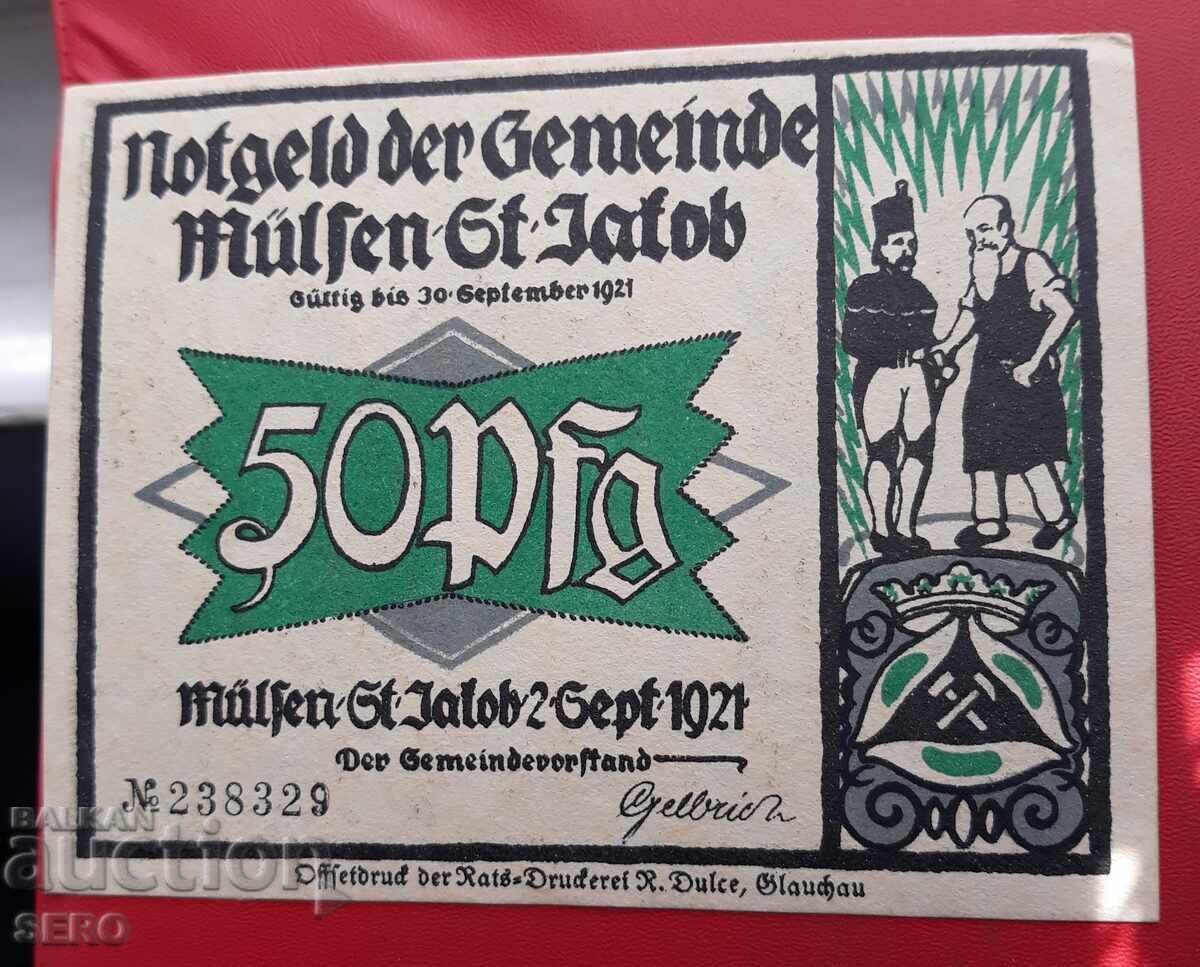 Notgeld der Gemeinde
Mülsen·St·Jakob
Gültig bis 30·September 1921
50 Pfg
Mülsen·St·Jakob·2·Sept·1921
Der Gemeindevorstand
№ 238329
Gellbrich
Offsetdruck der Rats=Druckerei R. Dulce, Glauchau
BALKAN
auction
SERO